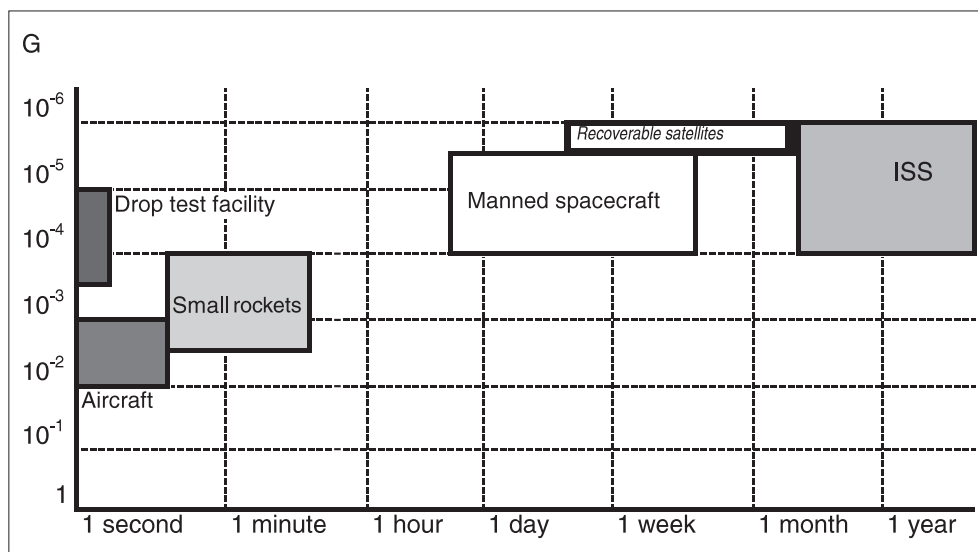 G
10⁻⁶
Recoverable satellites
10⁻⁵
ISS
Manned spacecraft
Drop test facility
10⁻⁴
10⁻³
Small rockets
10⁻²
Aircraft
10⁻¹
1
1 second 1 minute 1 hour 1 day 1 week 1 month 1 year